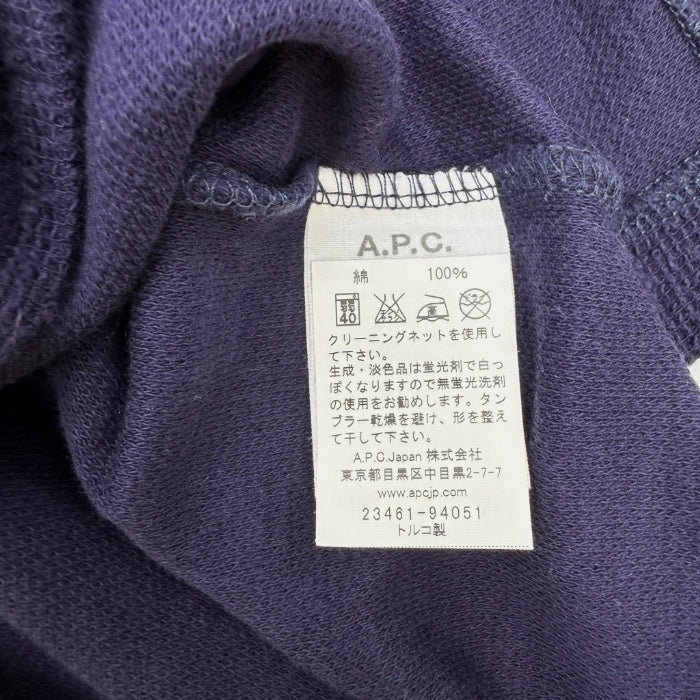 A.P.C.
綿 100%
弱 40
クリーニングネットを使用し
て下さい。
生成・淡色品は蛍光剤で白っ
ぽくなりますので無蛍光洗剤
の使用をお勧めします。タン
ブラー乾燥を避け、形を整え
て干して下さい。
A.P.C.Japan 株式会社
東京都目黒区中目黒2-7-7
www.apcjp.com
23461-94051
トルコ製